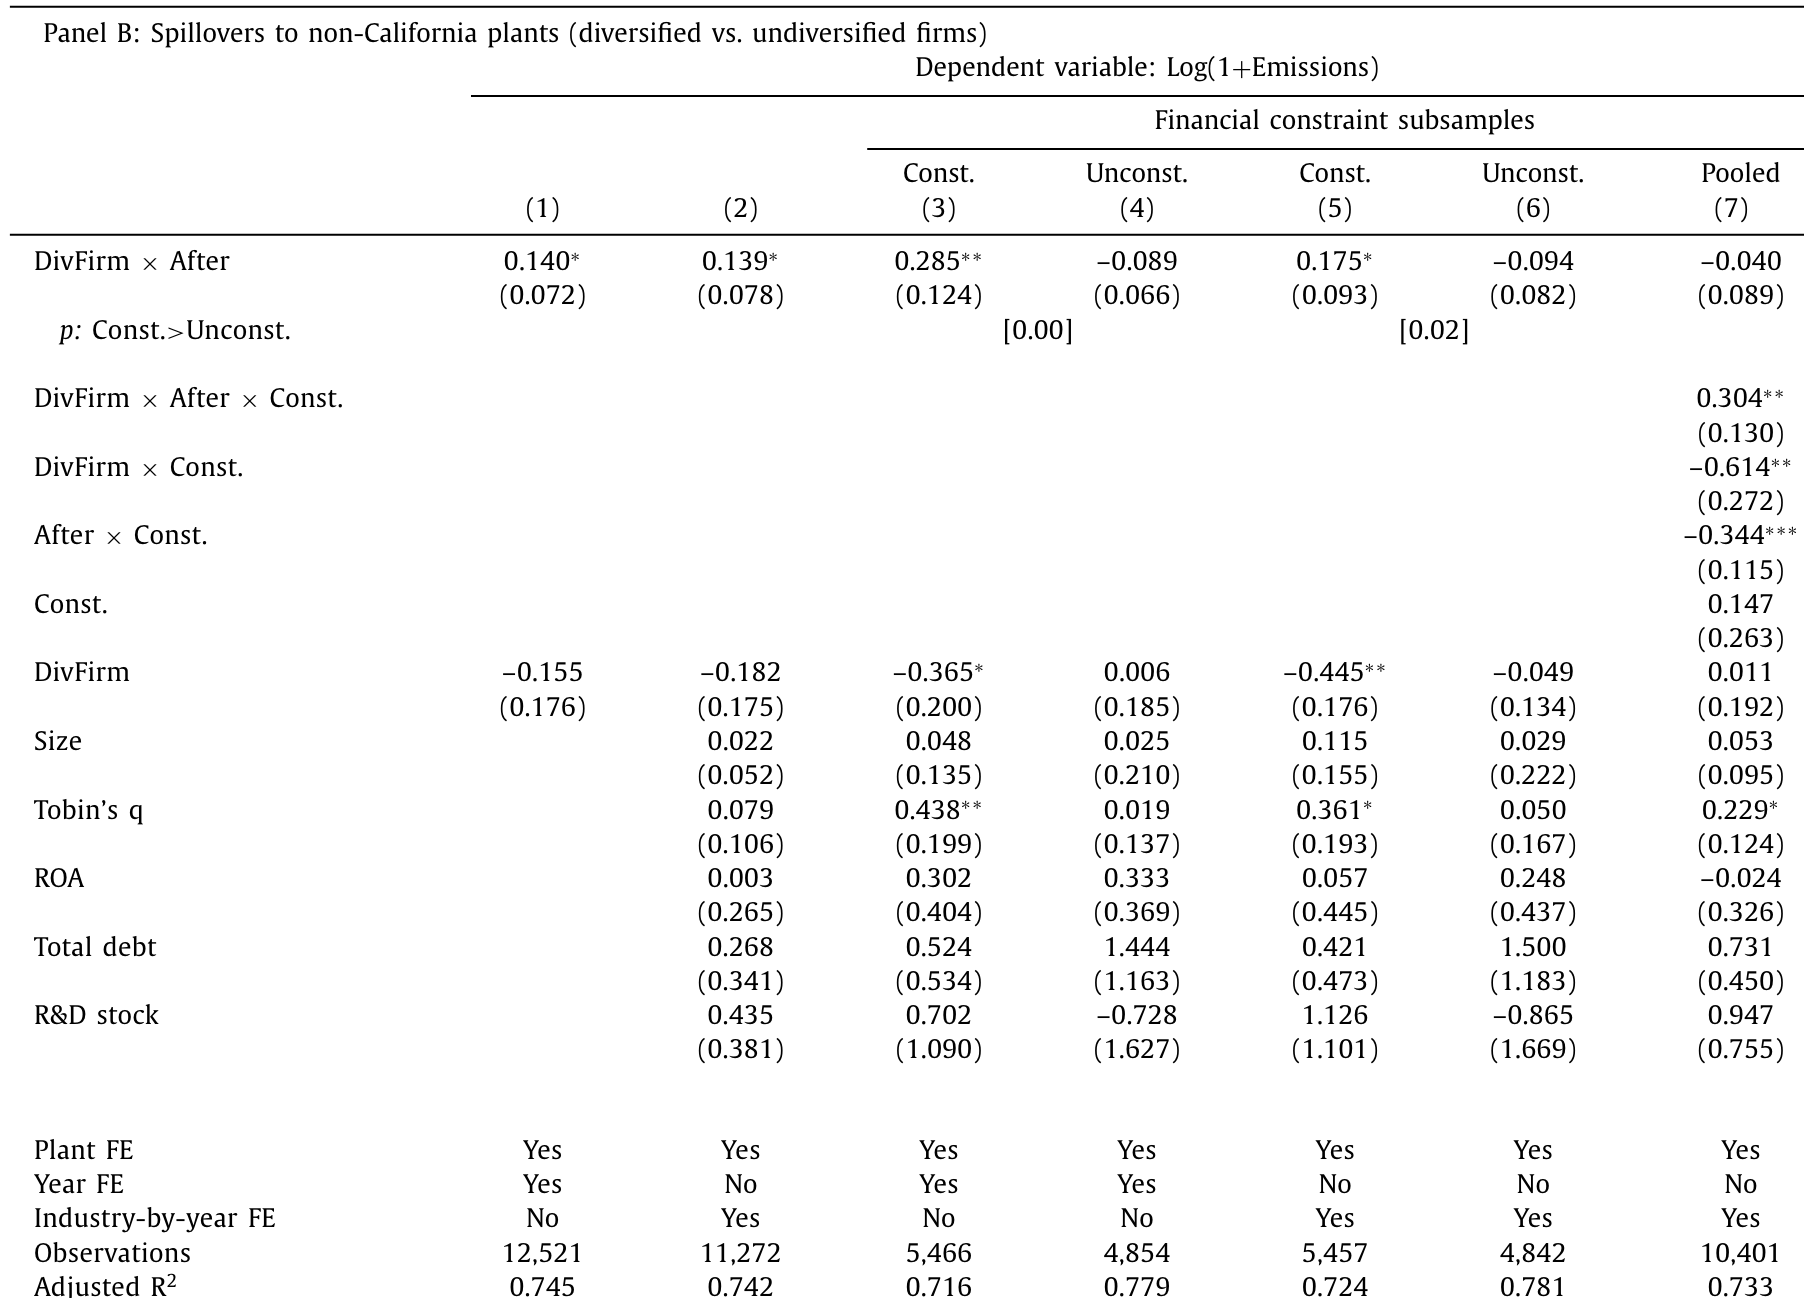 Panel B: Spillovers to non-California plants (diversified vs. undiversified firms)
Dependent variable: Log(1+Emissions)
Financial constraint subsamples
Const. Unconst. Const. Unconst. Pooled
(1) (2) (3) (4) (5) (6) (7)
DivFirm × After 0.140* 0.139* 0.285** –0.089 0.175* –0.094 –0.040
(0.072) (0.078) (0.124) (0.066) (0.093) (0.082) (0.089)
p: Const.>Unconst. [0.00] [0.02]
DivFirm × After × Const. 0.304**
(0.130)
DivFirm × Const. –0.614**
(0.272)
After × Const. –0.344***
(0.115)
Const. 0.147
(0.263)
DivFirm –0.155 –0.182 –0.365* 0.006 –0.445** –0.049 0.011
(0.176) (0.175) (0.200) (0.185) (0.176) (0.134) (0.192)
Size 0.022 0.048 0.025 0.115 0.029 0.053
(0.052) (0.135) (0.210) (0.155) (0.222) (0.095)
Tobin’s q 0.079 0.438** 0.019 0.361* 0.050 0.229*
(0.106) (0.199) (0.137) (0.193) (0.167) (0.124)
ROA 0.003 0.302 0.333 0.057 0.248 –0.024
(0.265) (0.404) (0.369) (0.445) (0.437) (0.326)
Total debt 0.268 0.524 1.444 0.421 1.500 0.731
(0.341) (0.534) (1.163) (0.473) (1.183) (0.450)
R&D stock 0.435 0.702 –0.728 1.126 –0.865 0.947
(0.381) (1.090) (1.627) (1.101) (1.669) (0.755)
Plant FE Yes Yes Yes Yes Yes Yes Yes
Year FE Yes No Yes Yes No No No
Industry-by-year FE No Yes No No Yes Yes Yes
Observations 12,521 11,272 5,466 4,854 5,457 4,842 10,401
Adjusted R² 0.745 0.742 0.716 0.779 0.724 0.781 0.733